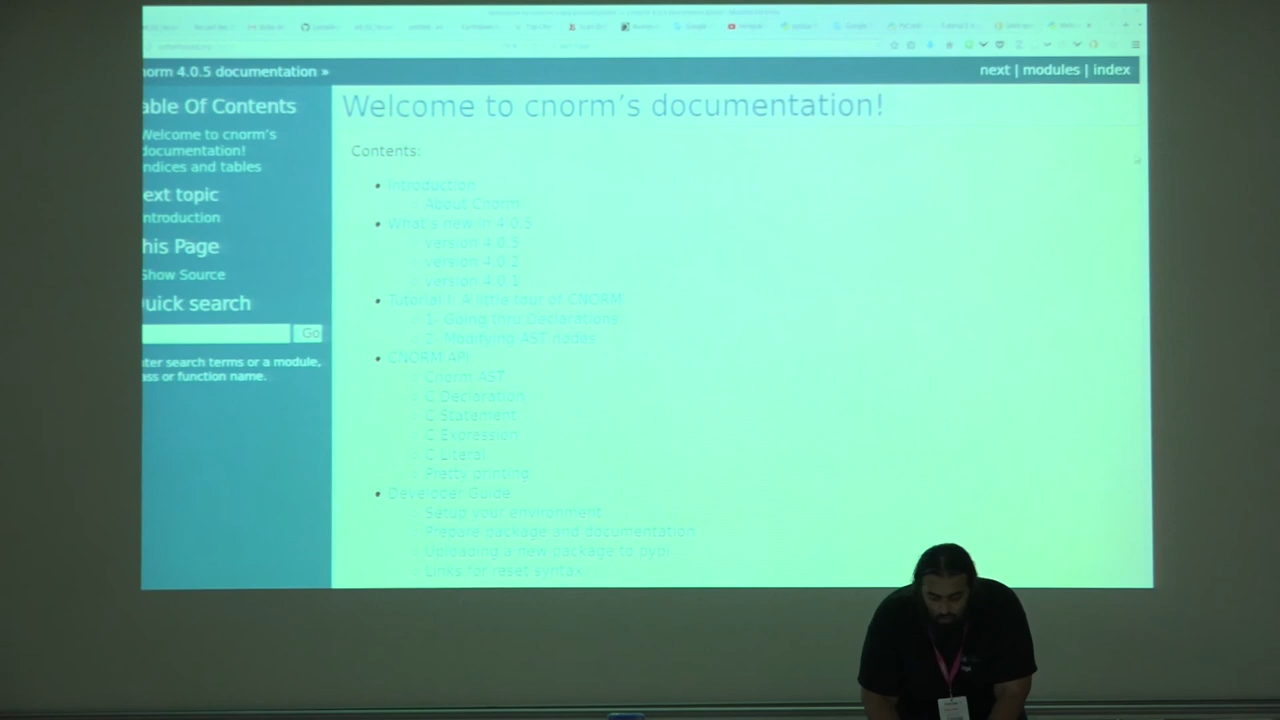 norm 4.0.5 documentation »
next | modules | index
able Of Contents
Welcome to cnorm's
documentation!
ndices and tables
ext topic
ntroduction
his Page
Show Source
uick search
Go
nter search terms or a module,
ass or function name.
Welcome to cnorm's documentation!
Contents:
• Introduction
◦ About Cnorm
• What's new in 4.0.5
◦ version 4.0.5
◦ version 4.0.2
◦ version 4.0.1
• Tutorial I: A little tour of CNORM
◦ 1- Going thru Declarations
◦ 2- Modifying AST nodes
• CNORM API
◦ Cnorm AST
◦ C Declaration
◦ C Statement
◦ C Expression
◦ C Literal
◦ Pretty printing
• Developer Guide
◦ Setup your environment
◦ Prepare package and documentation
◦ Uploading a new package to pypi
◦ Links for reset syntax